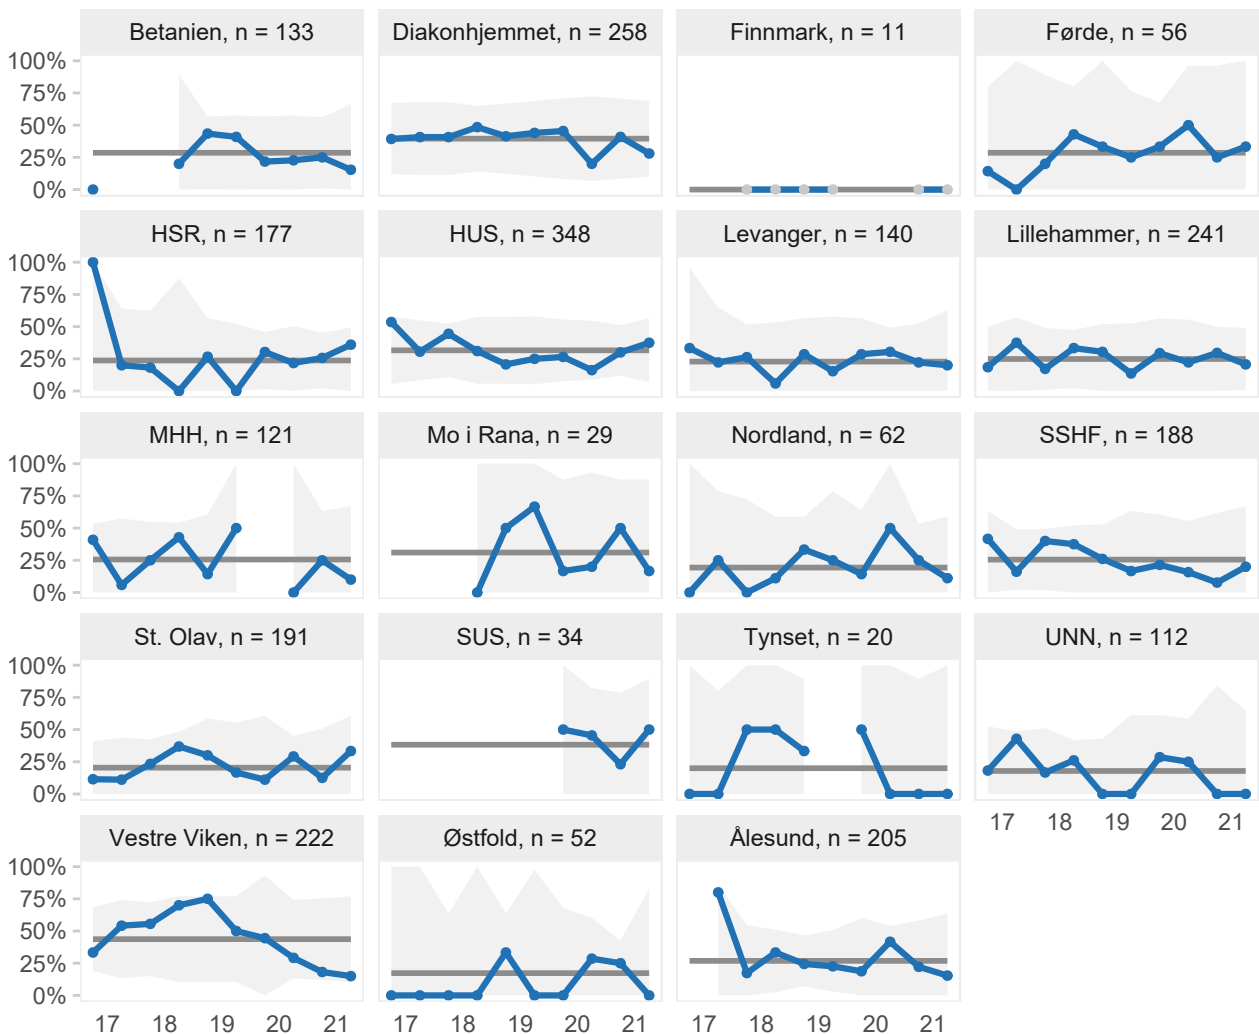 Betanien, n = 133
Diakonhjemmet, n = 258
Finnmark, n = 11
Førde, n = 56
100%
75%
50%
25%
0%
HSR, n = 177
HUS, n = 348
Levanger, n = 140
Lillehammer, n = 241
100%
75%
50%
25%
0%
MHH, n = 121
Mo i Rana, n = 29
Nordland, n = 62
SSHF, n = 188
100%
75%
50%
25%
0%
St. Olav, n = 191
SUS, n = 34
Tynset, n = 20
UNN, n = 112
100%
75%
50%
25%
0%
17 18 19 20 21
Vestre Viken, n = 222
Østfold, n = 52
Ålesund, n = 205
100%
75%
50%
25%
0%
17 18 19 20 21
17 18 19 20 21
17 18 19 20 21